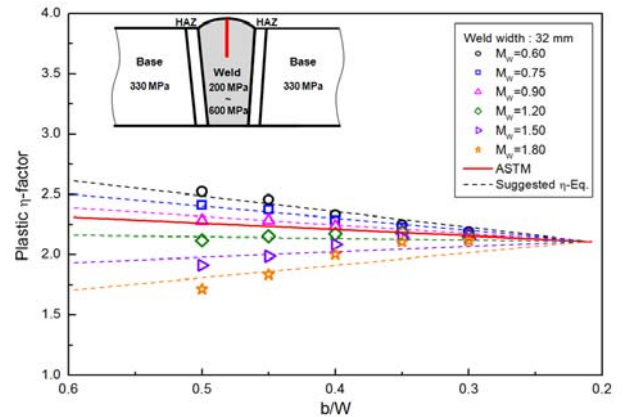 4.0
3.5
3.0
2.5
2.0
1.5
1.0
Plastic η-factor
0.6
0.5
0.4
0.3
0.2
b/W
HAZ
HAZ
Base
330 MPa
Weld
200 MPa
~
600 MPa
Base
330 MPa
Weld width : 32 mm
M_W=0.60
M_W=0.75
M_W=0.90
M_W=1.20
M_W=1.50
M_W=1.80
ASTM
Suggested η-Eq.